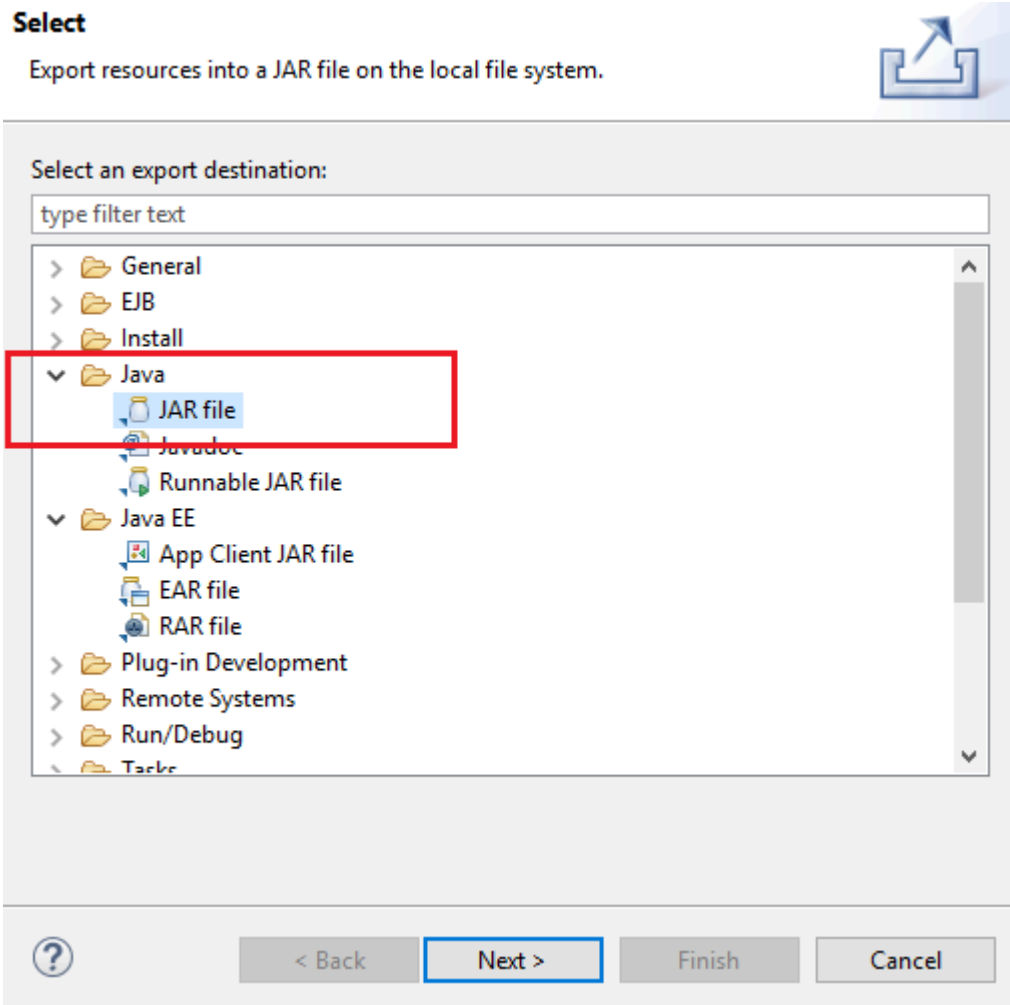 Select
Export resources into a JAR file on the local file system.
Select an export destination:
type filter text
General
EJB
Install
Java
JAR file
Javadoc
Runnable JAR file
Java EE
App Client JAR file
EAR file
RAR file
Plug-in Development
Remote Systems
Run/Debug
Tasks
?
< Back
Next >
Finish
Cancel